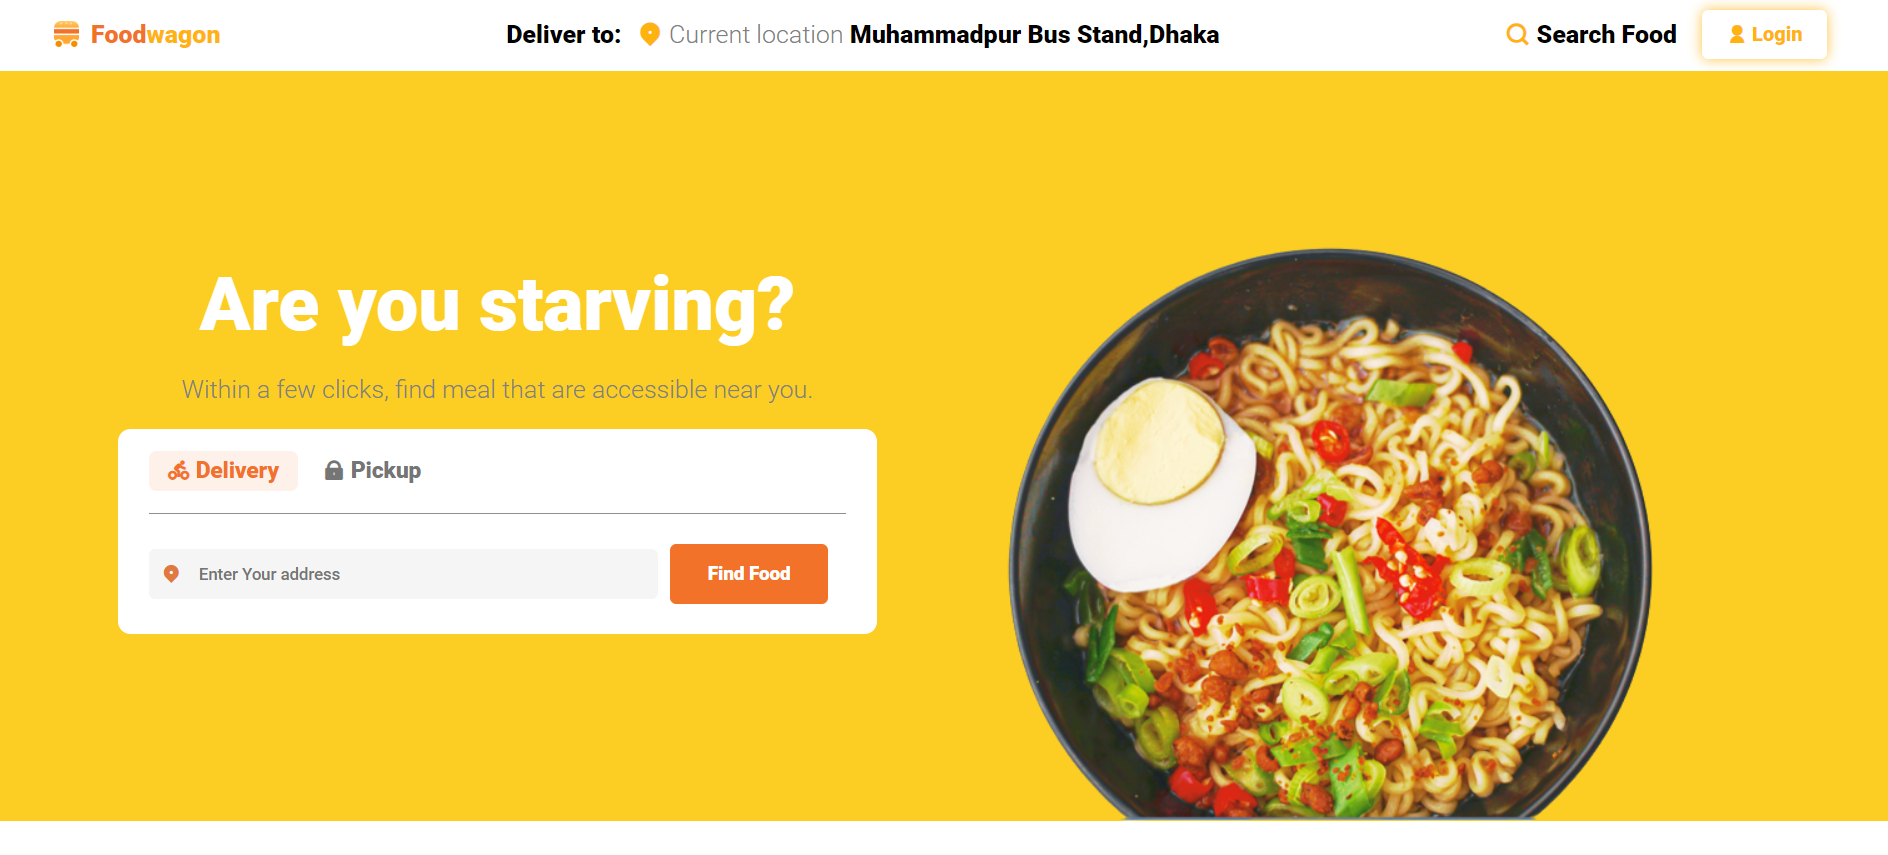 Foodwagon
Deliver to: Current location Muhammadpur Bus Stand,Dhaka
Search Food
Login
Are you starving?
Within a few clicks, find meal that are accessible near you.
Delivery
Pickup
Enter Your address
Find Food